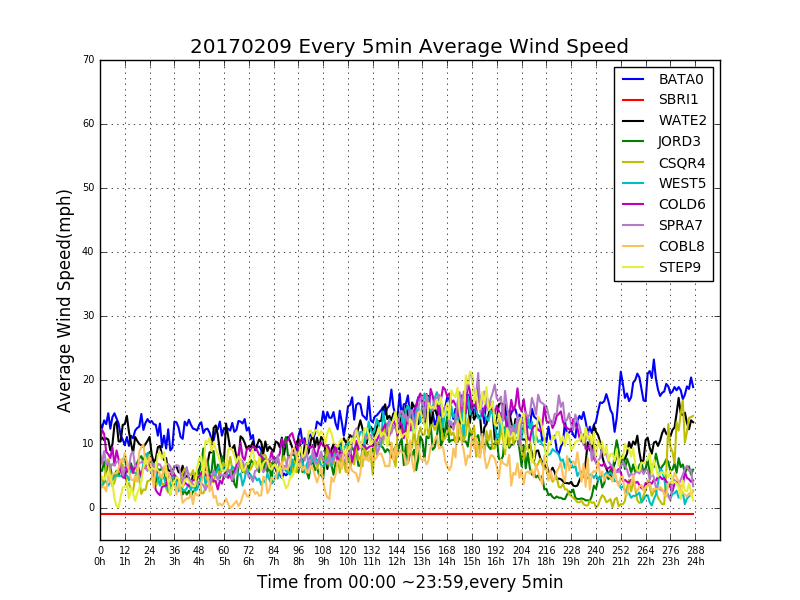 20170209 Every 5min Average Wind Speed
70
60
50
40
30
20
10
0
Average Wind Speed(mph)
BATA0
SBRI1
WATE2
JORD3
CSQR4
WEST5
COLD6
SPRA7
COBL8
STEP9
0 12 24 36 48 60 72 84 96 108 120 132 144 156 168 180 192 204 216 228 240 252 264 276 288
0h 1h 2h 3h 4h 5h 6h 7h 8h 9h 10h 11h 12h 13h 14h 15h 16h 17h 18h 19h 20h 21h 22h 23h 24h
Time from 00:00 ~23:59,every 5min